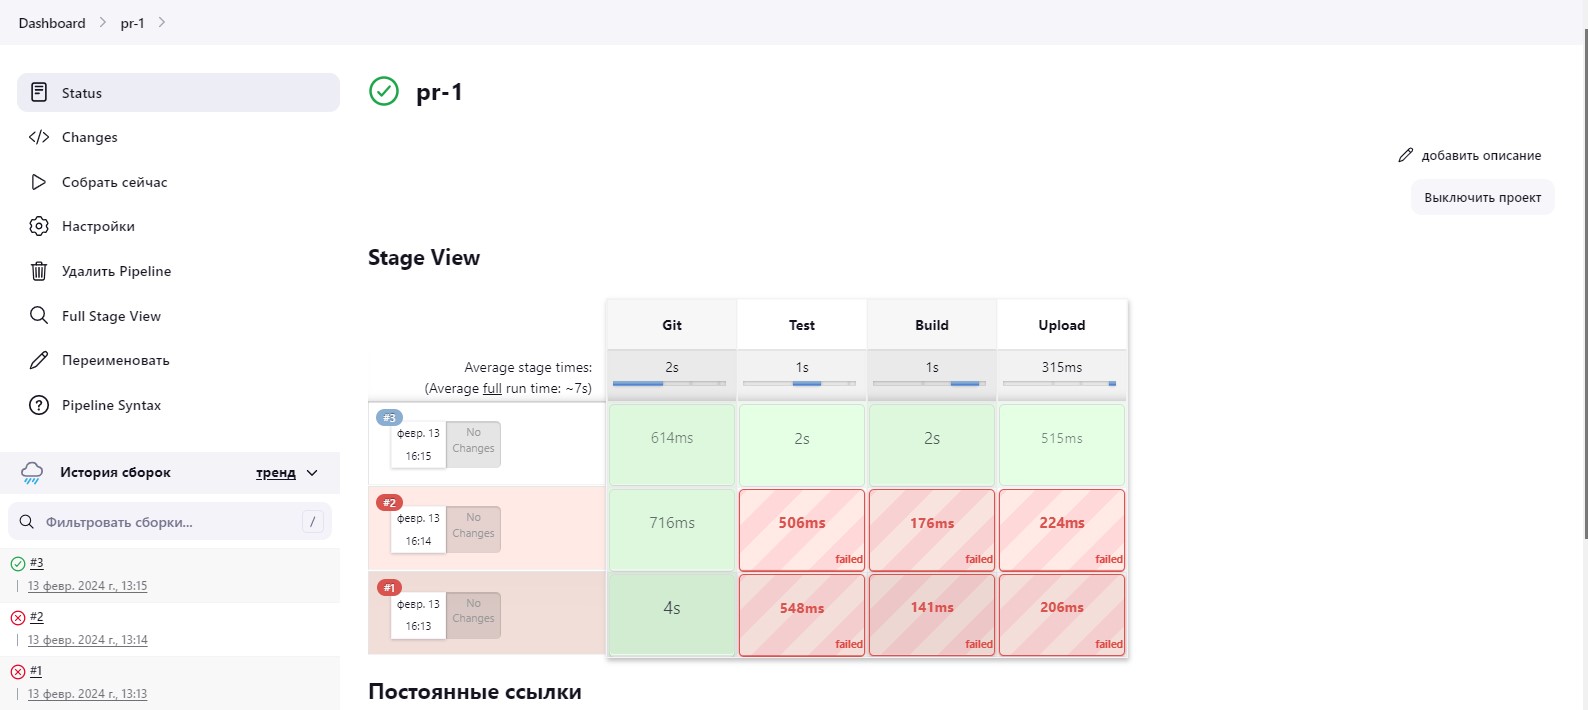 Dashboard pr-1
Status
Changes
Собрать сейчас
Настройки
Удалить Pipeline
Full Stage View
Переименовать
Pipeline Syntax
История сборок тренд
Фильтровать сборки... /
#3
13 февр. 2024 г., 13:15
#2
13 февр. 2024 г., 13:14
#1
13 февр. 2024 г., 13:13
pr-1
добавить описание
Выключить проект
Stage View
Git Test Build Upload
Average stage times: 2s 1s 1s 315ms
(Average full run time: ~7s)
#3
февр. 13
16:15
No
Changes
614ms 2s 2s 515ms
#2
февр. 13
16:14
No
Changes
716ms 506ms 176ms 224ms
failed failed failed
#1
февр. 13
16:13
No
Changes
4s 548ms 141ms 206ms
failed failed failed
Постоянные ссылки